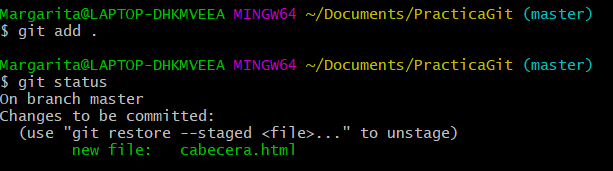 Margarita@LAPTOP-DHKMVEEA MINGW64 ~/Documents/PracticaGit (master)
$ git add .
Margarita@LAPTOP-DHKMVEEA MINGW64 ~/Documents/PracticaGit (master)
$ git status
On branch master
Changes to be committed:
  (use "git restore --staged <file>..." to unstage)
        new file:   cabecera.html